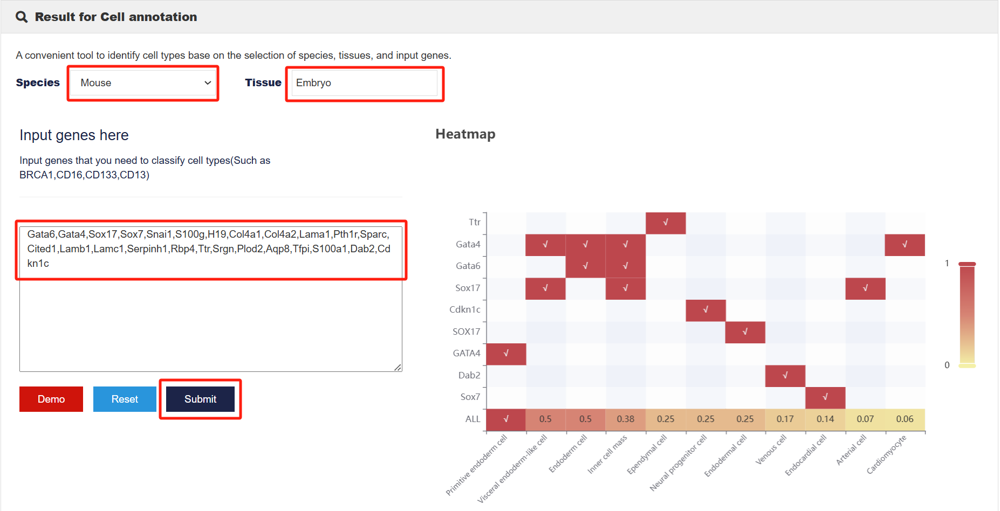 Result for Cell annotation
A convenient tool to identify cell types base on the selection of species, tissues, and input genes.
Species Mouse Tissue Embryo
Input genes here
Input genes that you need to classify cell types(Such as
BRCA1,CD16,CD133,CD13)
Gata6,Gata4,Sox17,Sox7,Snai1,S100g,H19,Col4a1,Col4a2,Lama1,Pth1r,Sparc,
Cited1,Lamb1,Lamc1,Serpinh1,Rbp4,Ttr,Srgn,Plod2,Aqp8,Tfpi,S100a1,Dab2,Cd
kn1c
Demo Reset Submit
Heatmap
Ttr √
Gata4 √ √ √ √
Gata6 √ √
Sox17 √ √ √
Cdkn1c √
SOX17 √
GATA4 √
Dab2 √
Sox7 √
ALL √ 0.5 0.5 0.38 0.25 0.25 0.25 0.17 0.14 0.07 0.06
Primitive endoderm cell
Visceral endoderm-like cell
Endoderm cell
Inner cell mass
Ependymal cell
Neural progenitor cell
Endodermal cell
Venous cell
Endocardial cell
Arterial cell
Cardiomyocyte
1
0